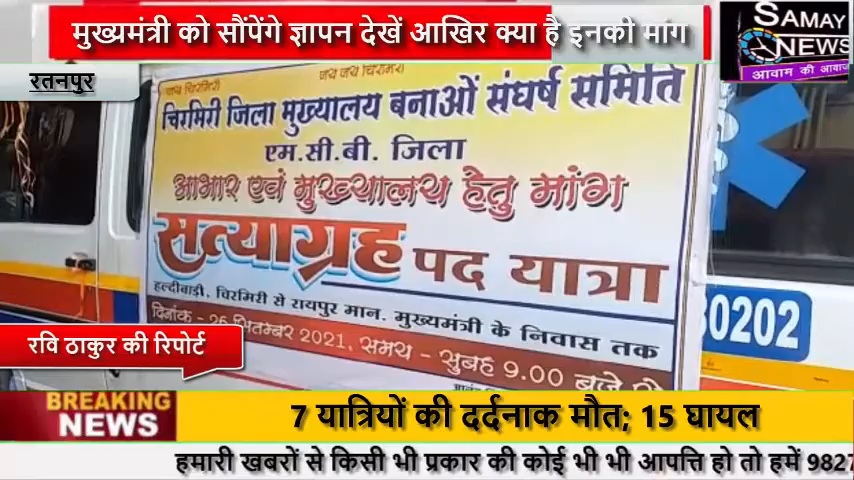 मुख्यमंत्री को सौंपेंगे ज्ञापन देखें आखिर क्या है इनकी मांग
SAMAY
NEWS
आवाम की आवाज
रतनपुर
जय चिरमिरी
जय जय चिरमिरी
चिरमिरी जिला मुख्यालय बनाओं संघर्ष समिति
एम.सी.बी. जिला
आभार एवं मुख्यालय हेतु मांग
सत्याग्रह पद यात्रा
हल्दीबाड़ी, चिरमिरी से रायपुर मान. मुख्यमंत्री के निवास तक
दिनांक - 26 सितम्बर 2021, समय - सुबह 9.00 बजे से
0202
रवि ठाकुर की रिपोर्ट
BREAKING
NEWS
7 यात्रियों की दर्दनाक मौत; 15 घायल
हमारी खबरों से किसी भी प्रकार की कोई भी भी आपत्ति हो तो हमें 9827